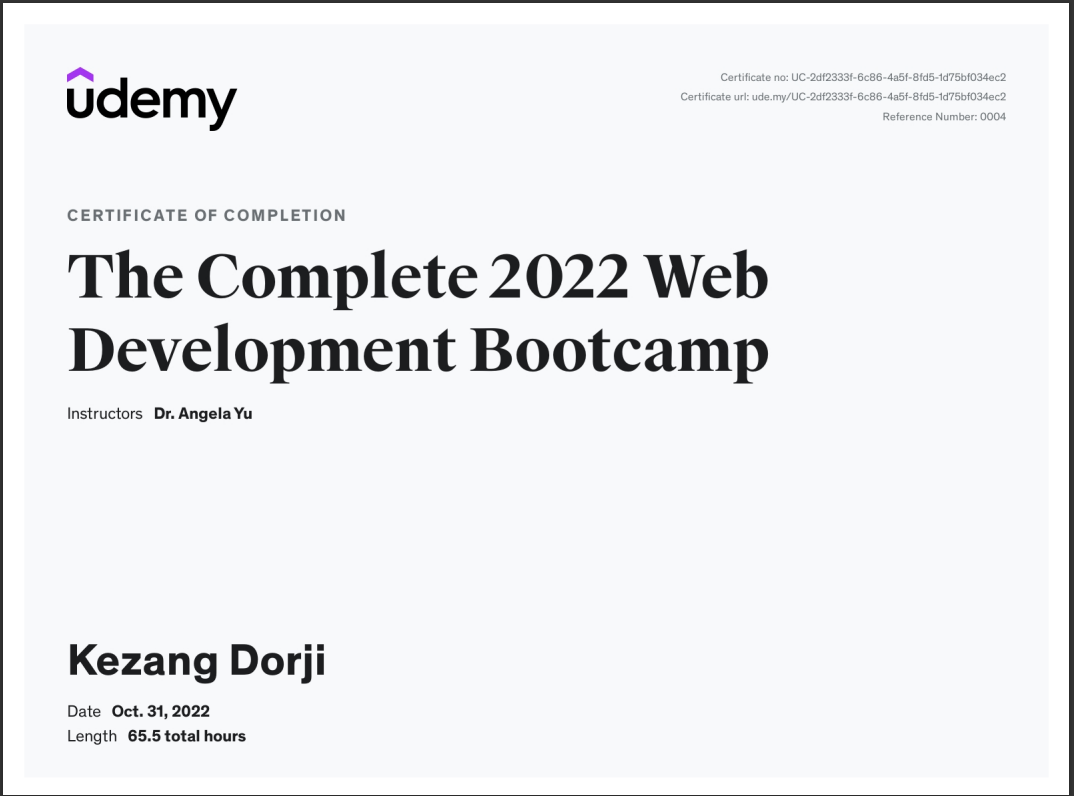 udemy
Certificate no: UC-2df2333f-6c86-4a5f-8fd5-1d75bf034ec2
Certificate url: ude.my/UC-2df2333f-6c86-4a5f-8fd5-1d75bf034ec2
Reference Number: 0004
CERTIFICATE OF COMPLETION
The Complete 2022 Web
Development Bootcamp
Instructors Dr. Angela Yu
Kezang Dorji
Date Oct. 31, 2022
Length 65.5 total hours